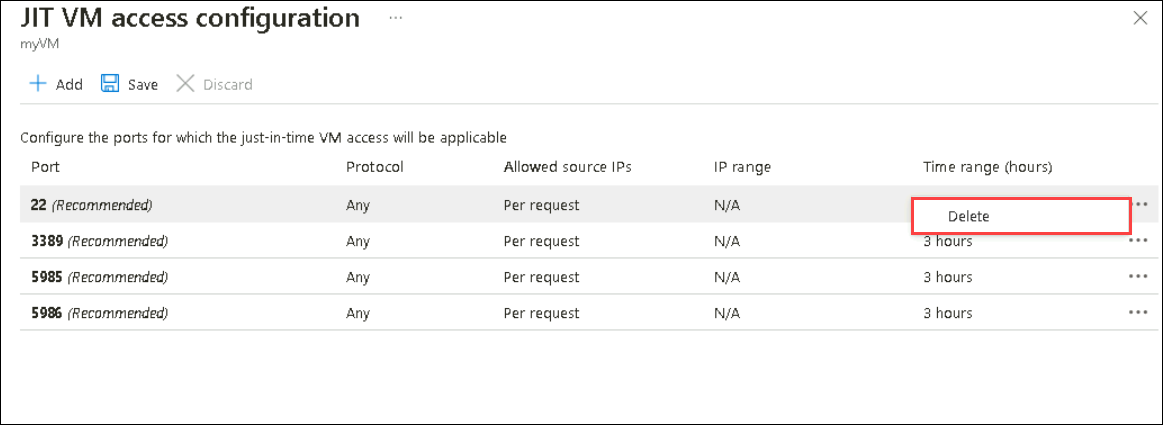 JIT VM access configuration ...
myVM
Add Save Discard
Configure the ports for which the just-in-time VM access will be applicable
Port Protocol Allowed source IPs IP range Time range (hours)
22 (Recommended) Any Per request N/A ...
Delete
3389 (Recommended) Any Per request N/A 3 hours ...
5985 (Recommended) Any Per request N/A 3 hours ...
5986 (Recommended) Any Per request N/A 3 hours ...